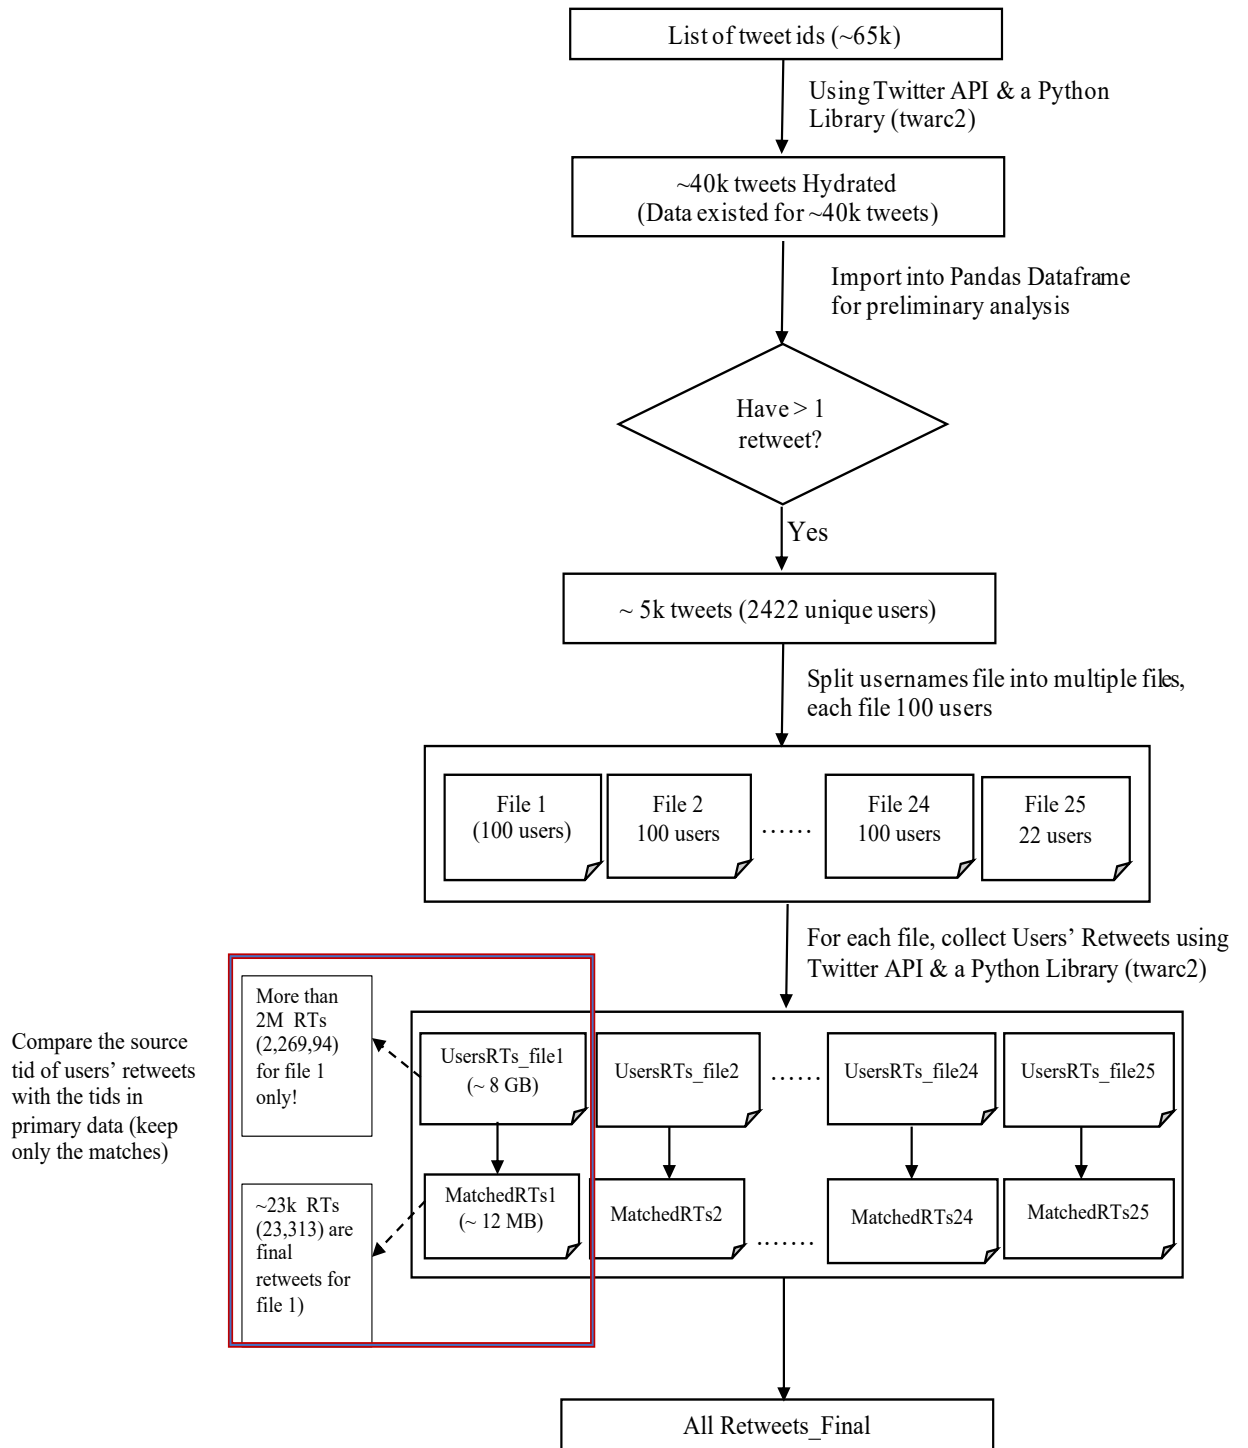 List of tweet ids (~65k)
Using Twitter API & a Python
Library (twarc2)
~40k tweets Hydrated
(Data existed for ~40k tweets)
Import into Pandas Dataframe
for preliminary analysis
Have > 1
retweet?
Yes
~ 5k tweets (2422 unique users)
Split usernames file into multiple files,
each file 100 users
File 1
(100 users)
File 2
100 users
......
File 24
100 users
File 25
22 users
For each file, collect Users’ Retweets using
Twitter API & a Python Library (twarc2)
Compare the source
tid of users’ retweets
with the tids in
primary data (keep
only the matches)
More than
2M RTs
(2,269,94)
for file 1
only!
UsersRTs_file1
(~ 8 GB)
UsersRTs_file2
......
UsersRTs_file24
UsersRTs_file25
~23k RTs
(23,313) are
final
retweets for
file 1)
MatchedRTs1
(~ 12 MB)
MatchedRTs2
.......
MatchedRTs24
MatchedRTs25
All Retweets_Final